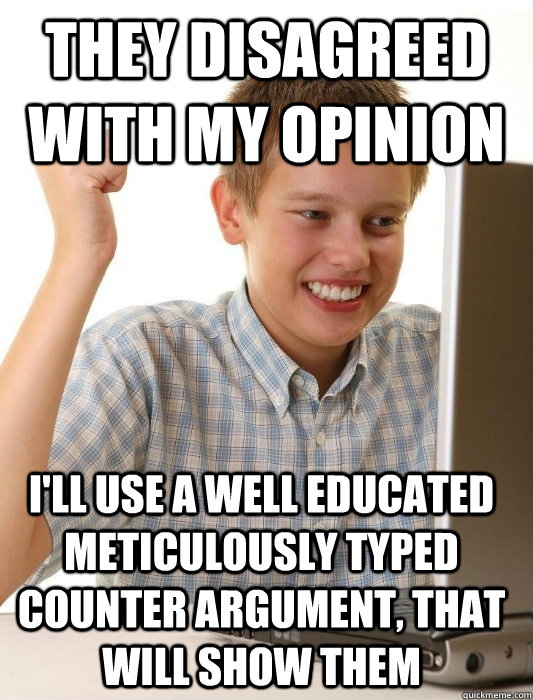 THEY DISAGREED
WITH MY OPINION
I'LL USE A WELL EDUCATED
METICULOUSLY TYPED
COUNTER ARGUMENT, THAT
WILL SHOW THEM
quickmeme.com